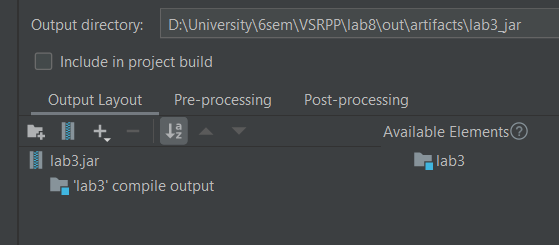 Output directory: D:\University\6sem\VSRPP\lab8\out\artifacts\lab3_jar
Include in project build
Output Layout Pre-processing Post-processing
Available Elements
lab3.jar
lab3
'lab3' compile output